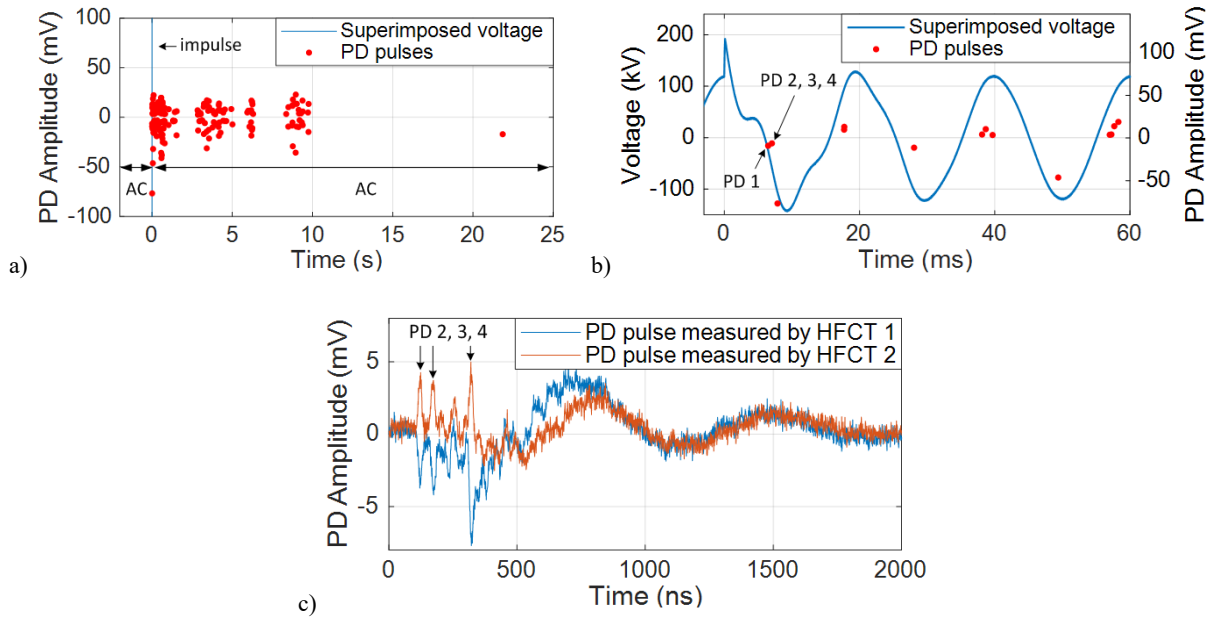 100
50
0
-50
-100
PD Amplitude (mV)
impulse
Superimposed voltage
PD pulses
AC
AC
0
5
10
15
20
25
Time (s)
a)
200
100
0
-100
Voltage (kV)
Superimposed voltage
PD pulses
PD 2, 3, 4
PD 1
100
50
0
-50
PD Amplitude (mV)
0
20
40
60
Time (ms)
b)
5
0
-5
PD Amplitude (mV)
PD 2, 3, 4
PD pulse measured by HFCT 1
PD pulse measured by HFCT 2
0
500
1000
1500
2000
Time (ns)
c)